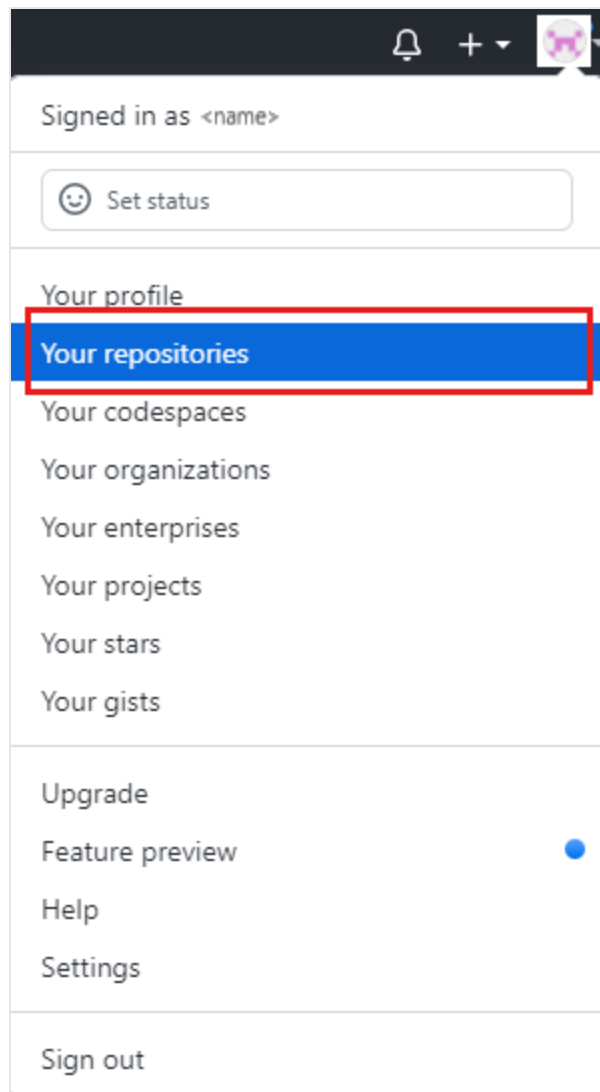 Signed in as <name>
Set status
Your profile
Your repositories
Your codespaces
Your organizations
Your enterprises
Your projects
Your stars
Your gists
Upgrade
Feature preview
Help
Settings
Sign out